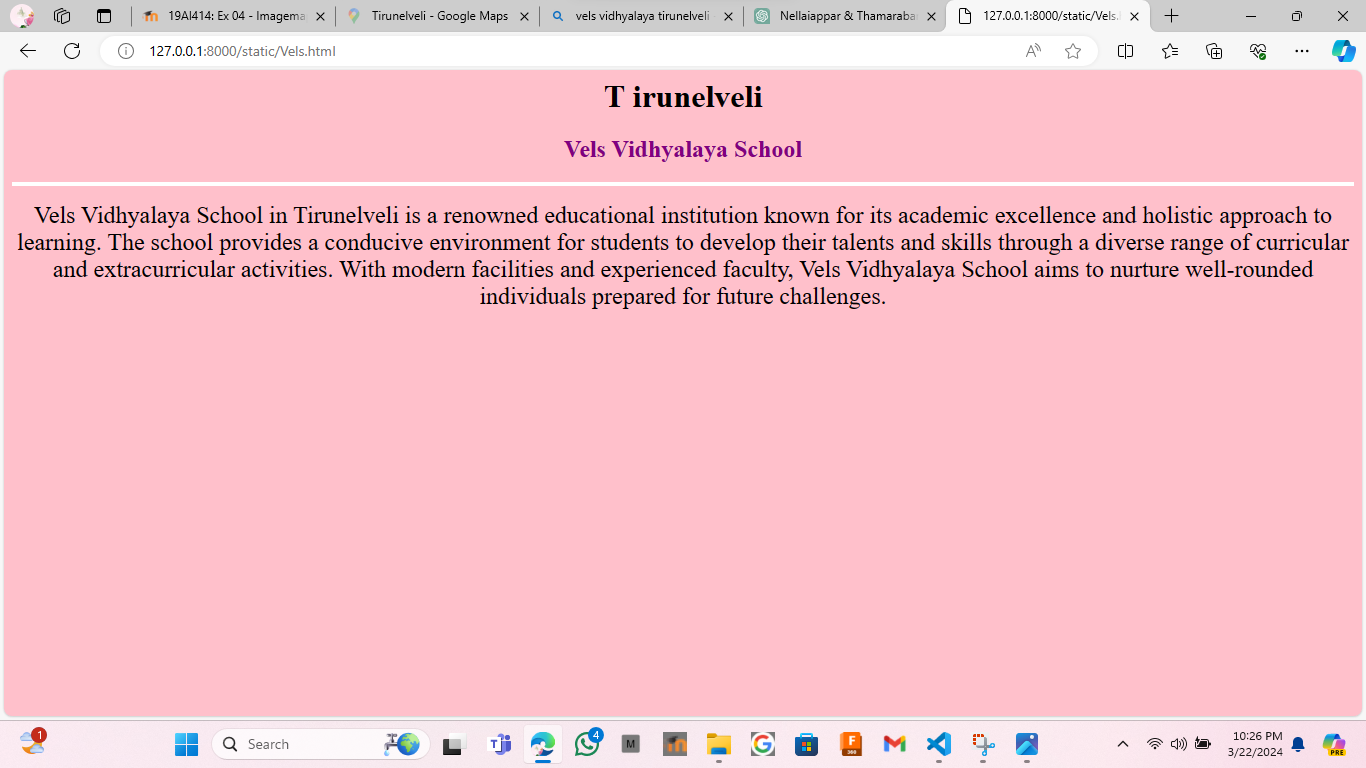 19AI414: Ex 04 - Imagema
Tirunelveli - Google Maps
vels vidhyalaya tirunelveli
Nellaiappar & Thamaraba
127.0.0.1:8000/static/Vels.
127.0.0.1:8000/static/Vels.html
T irunelveli
Vels Vidhyalaya School
Vels Vidhyalaya School in Tirunelveli is a renowned educational institution known for its academic excellence and holistic approach to
learning. The school provides a conducive environment for students to develop their talents and skills through a diverse range of curricular
and extracurricular activities. With modern facilities and experienced faculty, Vels Vidhyalaya School aims to nurture well-rounded
individuals prepared for future challenges.
1
Search
4
M
F
360
10:26 PM
3/22/2024
PRE